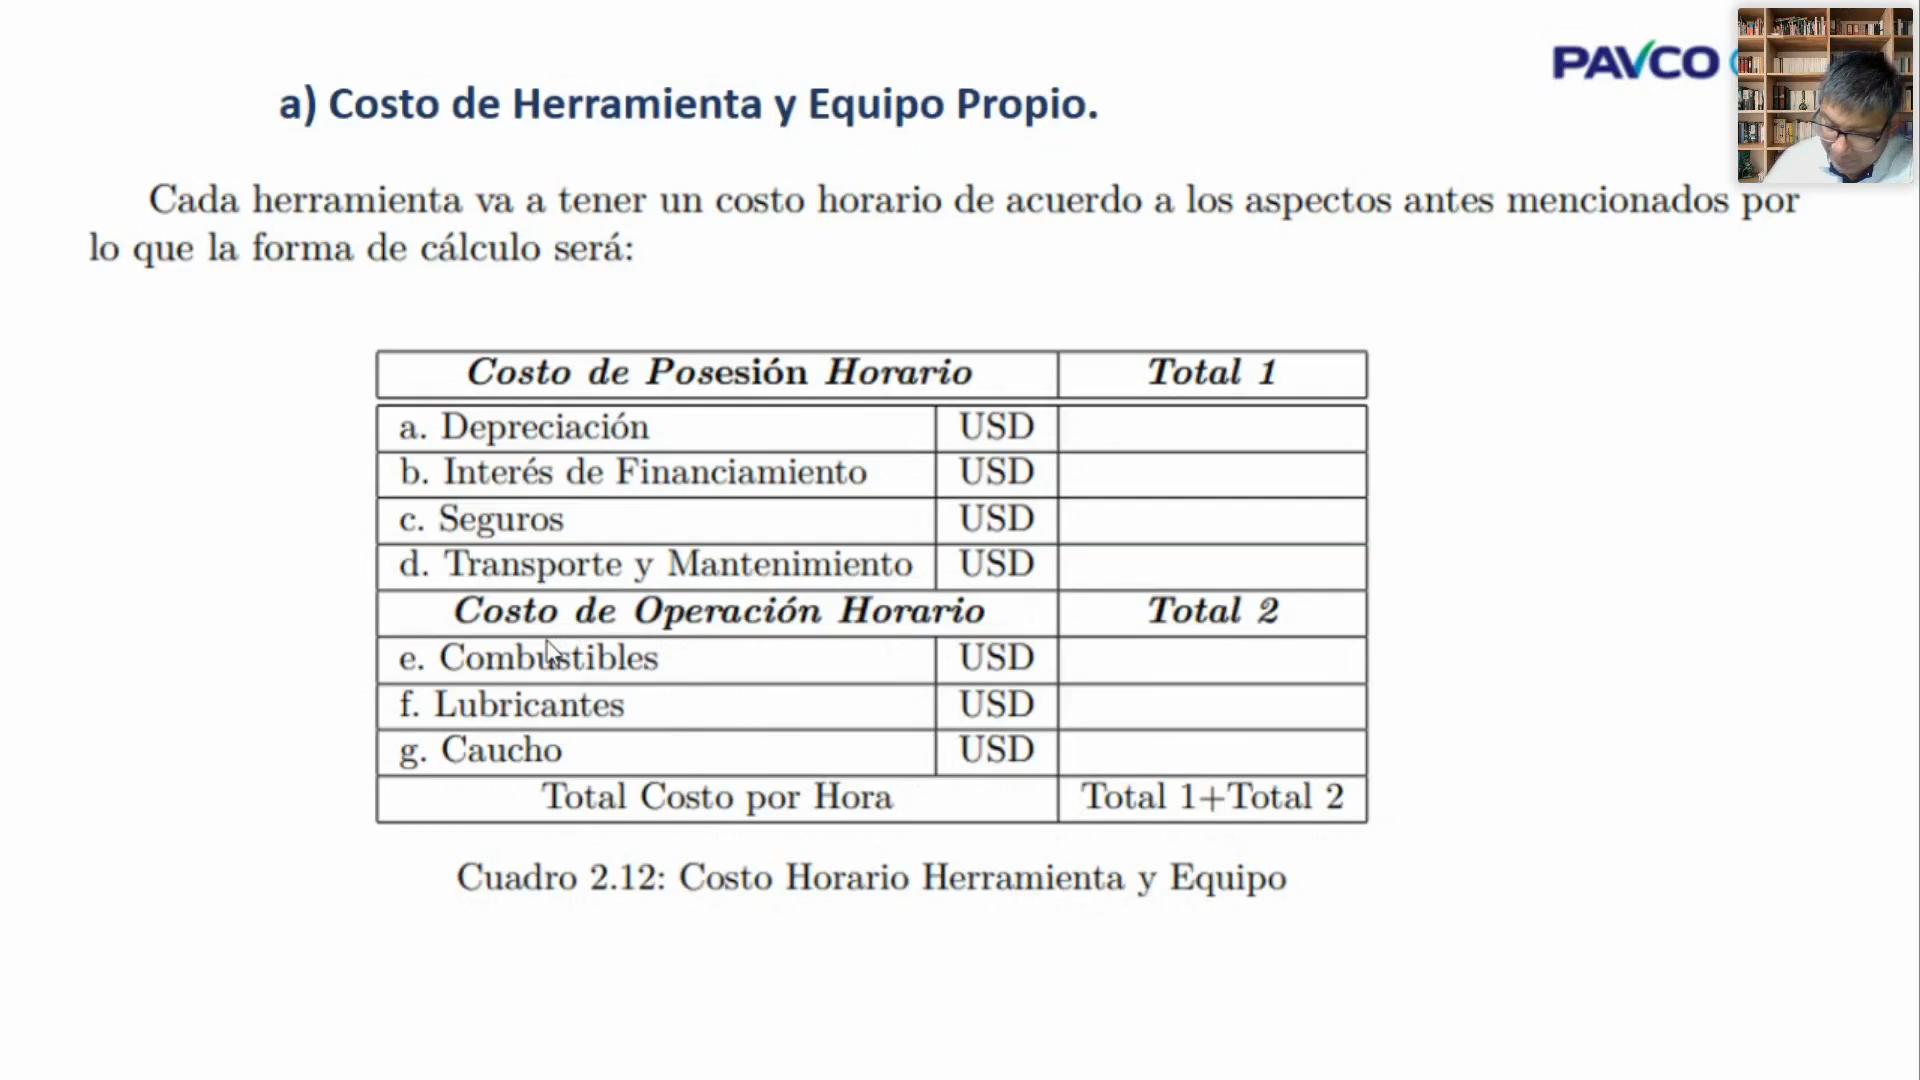 PAVCO
a) Costo de Herramienta y Equipo Propio.
Cada herramienta va a tener un costo horario de acuerdo a los aspectos antes mencionados por
lo que la forma de cálculo será:
Costo de Posesión Horario Total 1
a. Depreciación USD
b. Interés de Financiamiento USD
c. Seguros USD
d. Transporte y Mantenimiento USD
Costo de Operación Horario Total 2
e. Combustibles USD
f. Lubricantes USD
g. Caucho USD
Total Costo por Hora Total 1+Total 2
Cuadro 2.12: Costo Horario Herramienta y Equipo